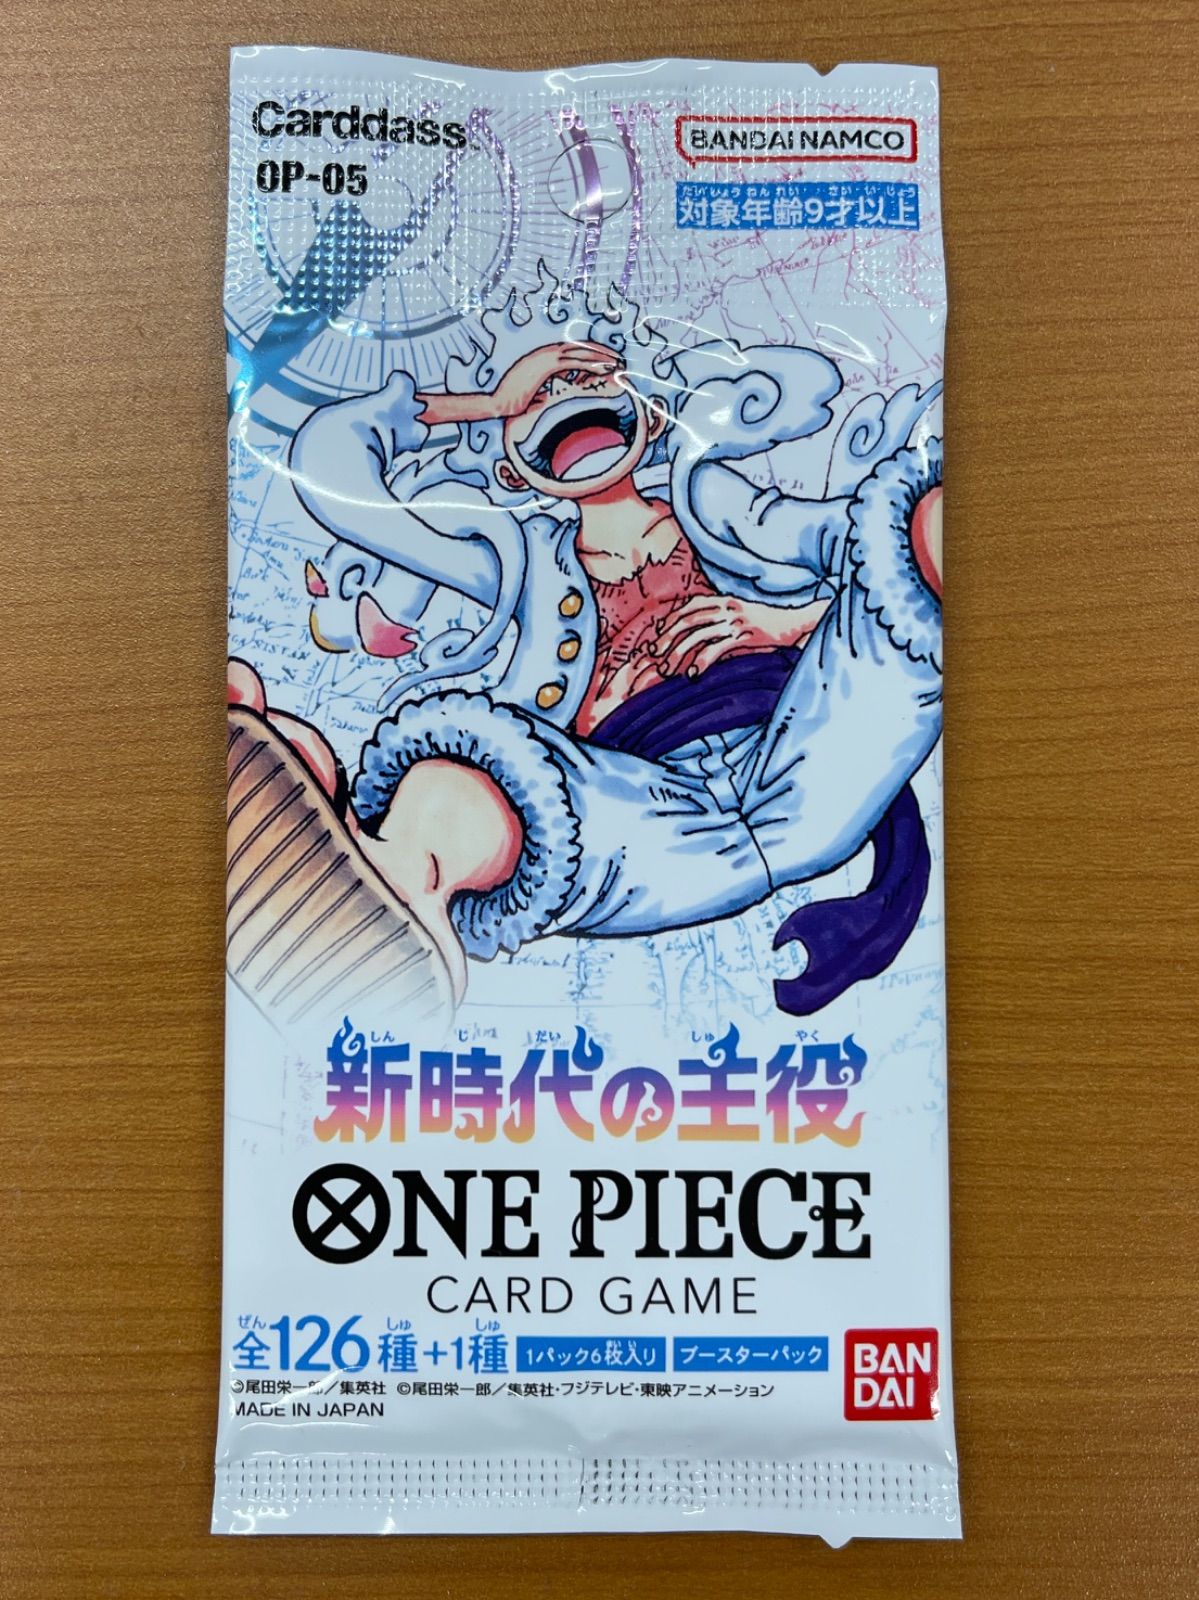 Carddass
OP-05
BANDAI NAMCO
たいしょうねんれい さいいじょう
対象年齢9才以上
しん じ だい しゅ やく
新時代の主役
ONE PIECE
CARD GAME
ぜん しゅ しゅ まいい
全126種+1種 1パック6枚入り ブースターパック
BAN
DAI
©尾田栄一郎/集英社 ©尾田栄一郎/集英社・フジテレビ・東映アニメーション
MADE IN JAPAN